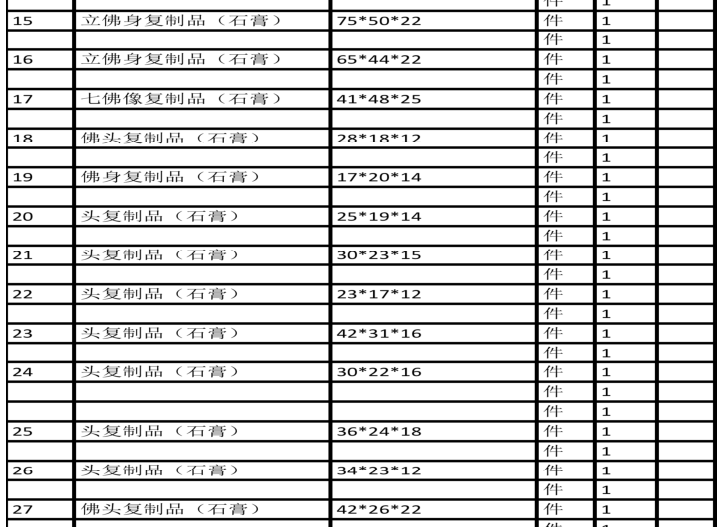 件 1
15 立佛身复制品（石膏） 75*50*22 件 1
件 1
16 立佛身复制品（石膏） 65*44*22 件 1
件 1
17 七佛像复制品（石膏） 41*48*25 件 1
件 1
18 佛头复制品（石膏） 28*18*12 件 1
件 1
19 佛身复制品（石膏） 17*20*14 件 1
件 1
20 头复制品（石膏） 25*19*14 件 1
件 1
21 头复制品（石膏） 30*23*15 件 1
件 1
22 头复制品（石膏） 23*17*12 件 1
件 1
23 头复制品（石膏） 42*31*16 件 1
件 1
24 头复制品（石膏） 30*22*16 件 1
件 1
件 1
25 头复制品（石膏） 36*24*18 件 1
件 1
26 头复制品（石膏） 34*23*12 件 1
件 1
27 佛头复制品（石膏） 42*26*22 件 1
件 1